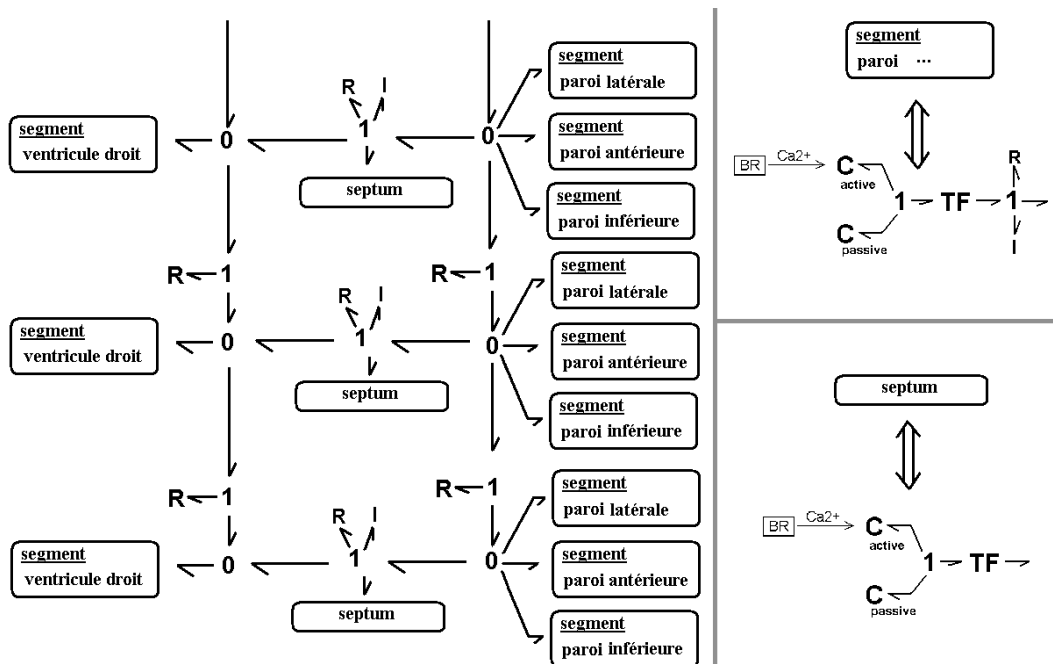 segment
paroi latérale
R I
segment
ventricule droit
0 1 0
segment
paroi antérieure
septum
segment
paroi inférieure
R 1 R 1
segment
paroi latérale
R I
segment
ventricule droit
0 1 0
segment
paroi antérieure
septum
segment
paroi inférieure
R 1 R 1
segment
paroi latérale
R I
segment
ventricule droit
0 1 0
segment
paroi antérieure
septum
segment
paroi inférieure
segment
paroi ...
BR Ca2+ C
active
R
1 TF 1
C
passive
I
septum
BR Ca2+ C
active
1 TF
C
passive